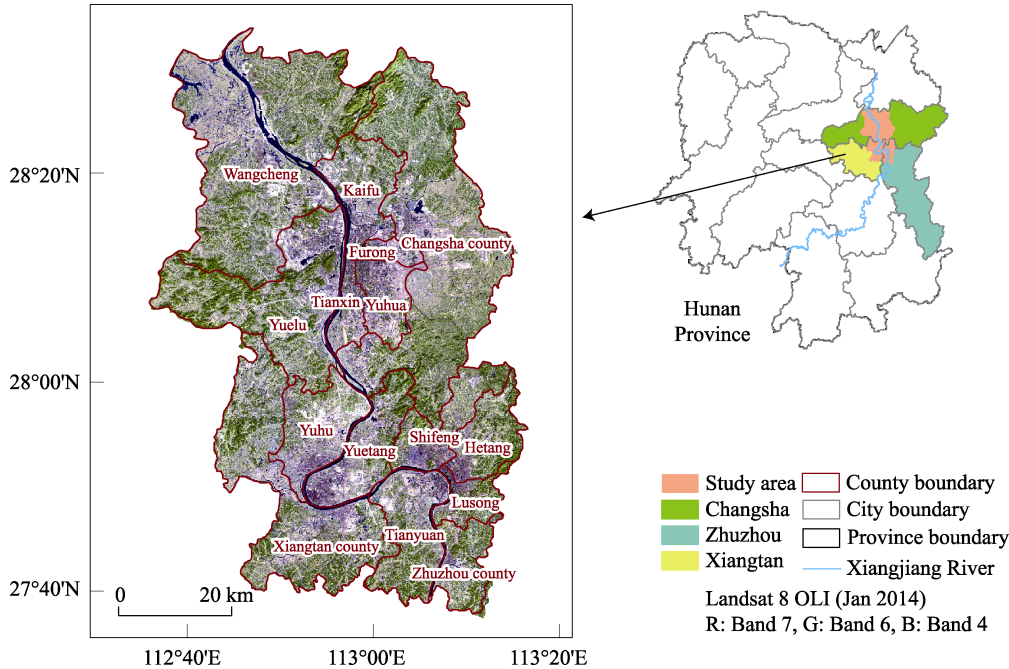 28°20′N
28°00′N
27°40′N
112°40′E
113°00′E
113°20′E
Wangcheng
Kaifu
Changsha county
Furong
Tianxin
Yuhua
Yuelu
Yuhu
Yuetang
Shifeng
Hetang
Lusong
Tianyuan
Xiangtan county
Zhuzhou county
0 20 km
Hunan
Province
Study area
Changsha
Zhuzhou
Xiangtan
County boundary
City boundary
Province boundary
Xiangjiang River
Landsat 8 OLI (Jan 2014)
R: Band 7, G: Band 6, B: Band 4